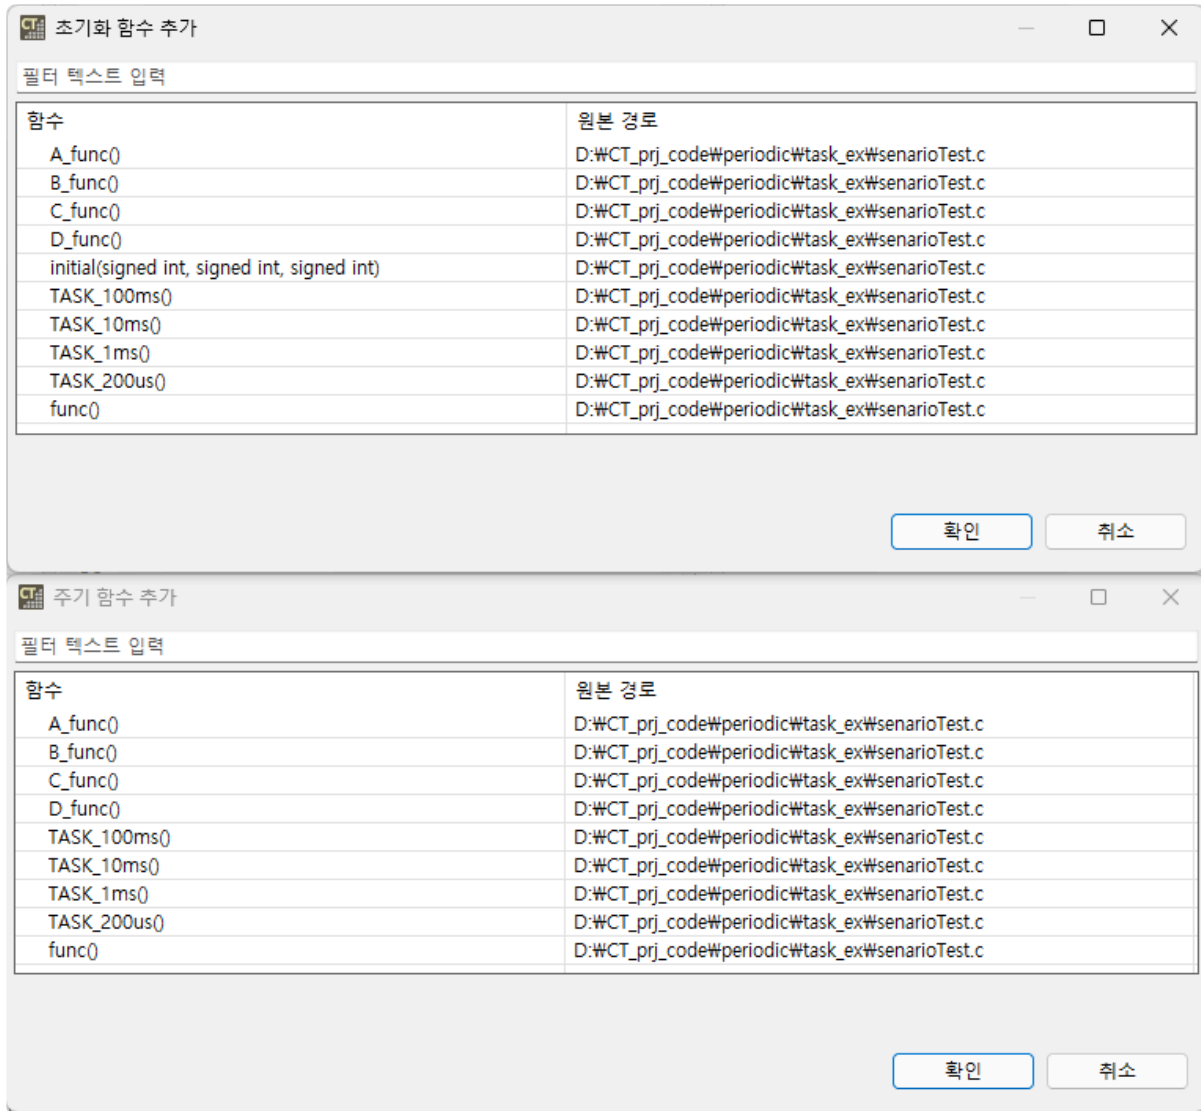 초기화 함수 추가
필터 텍스트 입력
함수 원본 경로
A_func() D:₩CT_prj_code₩periodic₩task_ex₩senarioTest.c
B_func() D:₩CT_prj_code₩periodic₩task_ex₩senarioTest.c
C_func() D:₩CT_prj_code₩periodic₩task_ex₩senarioTest.c
D_func() D:₩CT_prj_code₩periodic₩task_ex₩senarioTest.c
initial(signed int, signed int, signed int) D:₩CT_prj_code₩periodic₩task_ex₩senarioTest.c
TASK_100ms() D:₩CT_prj_code₩periodic₩task_ex₩senarioTest.c
TASK_10ms() D:₩CT_prj_code₩periodic₩task_ex₩senarioTest.c
TASK_1ms() D:₩CT_prj_code₩periodic₩task_ex₩senarioTest.c
TASK_200us() D:₩CT_prj_code₩periodic₩task_ex₩senarioTest.c
func() D:₩CT_prj_code₩periodic₩task_ex₩senarioTest.c
확인 취소
주기 함수 추가
필터 텍스트 입력
함수 원본 경로
A_func() D:₩CT_prj_code₩periodic₩task_ex₩senarioTest.c
B_func() D:₩CT_prj_code₩periodic₩task_ex₩senarioTest.c
C_func() D:₩CT_prj_code₩periodic₩task_ex₩senarioTest.c
D_func() D:₩CT_prj_code₩periodic₩task_ex₩senarioTest.c
TASK_100ms() D:₩CT_prj_code₩periodic₩task_ex₩senarioTest.c
TASK_10ms() D:₩CT_prj_code₩periodic₩task_ex₩senarioTest.c
TASK_1ms() D:₩CT_prj_code₩periodic₩task_ex₩senarioTest.c
TASK_200us() D:₩CT_prj_code₩periodic₩task_ex₩senarioTest.c
func() D:₩CT_prj_code₩periodic₩task_ex₩senarioTest.c
확인 취소